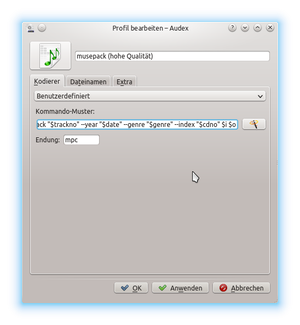 Profil bearbeiten – Audex
musepack (hohe Qualität)
Kodierer Dateinamen Extra
Benutzerdefiniert
Kommando-Muster:
ack "$trackno" --year "$date" --genre "$genre" --index "$cdno" $i $o
Endung: mpc
OK Anwenden Abbrechen